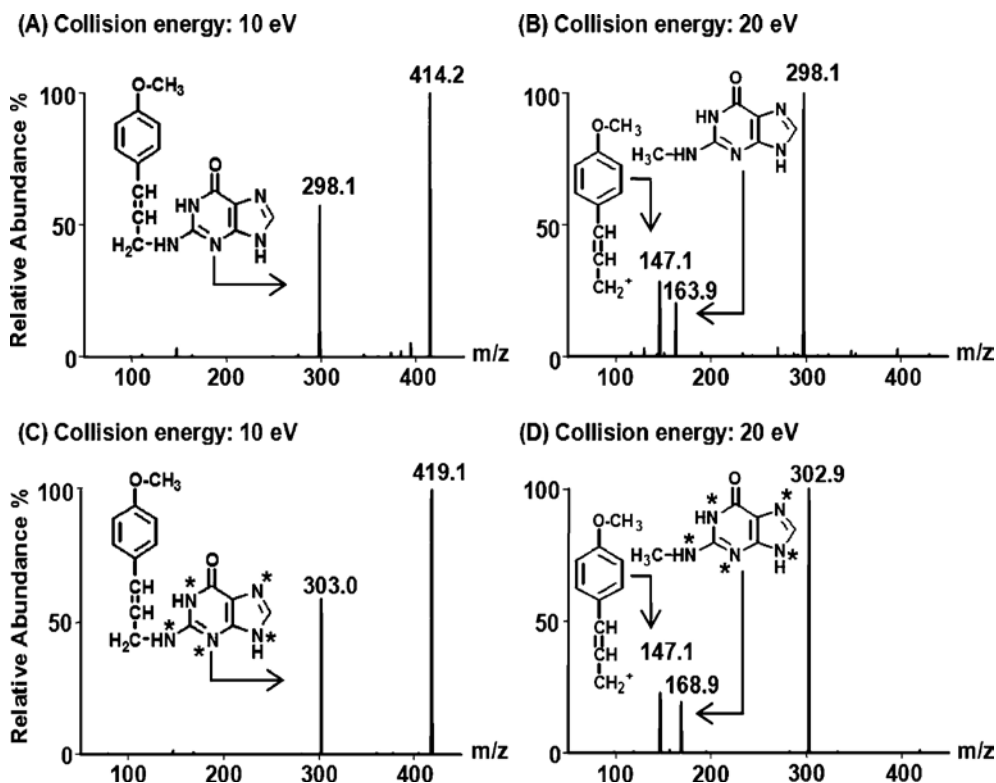 (A) Collision energy: 10 eV
Relative Abundance %
100
50
0
100 200 300 400
m/z
414.2
298.1
O-CH₃
CH
CH
H₂C-HN
O
HN
N
N
N
H
(B) Collision energy: 20 eV
100
50
0
100 200 300 400
m/z
298.1
147.1
163.9
O-CH₃
CH
CH₂⁺
O
HN
N
H₃C-HN
N
N
H
(C) Collision energy: 10 eV
Relative Abundance %
100
50
0
100 200 300 400
m/z
419.1
303.0
O-CH₃
CH
CH
H₂C-HN*
O
*
HN
N*
N
*
N*
H
(D) Collision energy: 20 eV
100
50
0
100 200 300 400
m/z
302.9
147.1
168.9
O-CH₃
CH
CH₂⁺
O
*
HN
N*
H₃C-HN*
N
*
N*
H